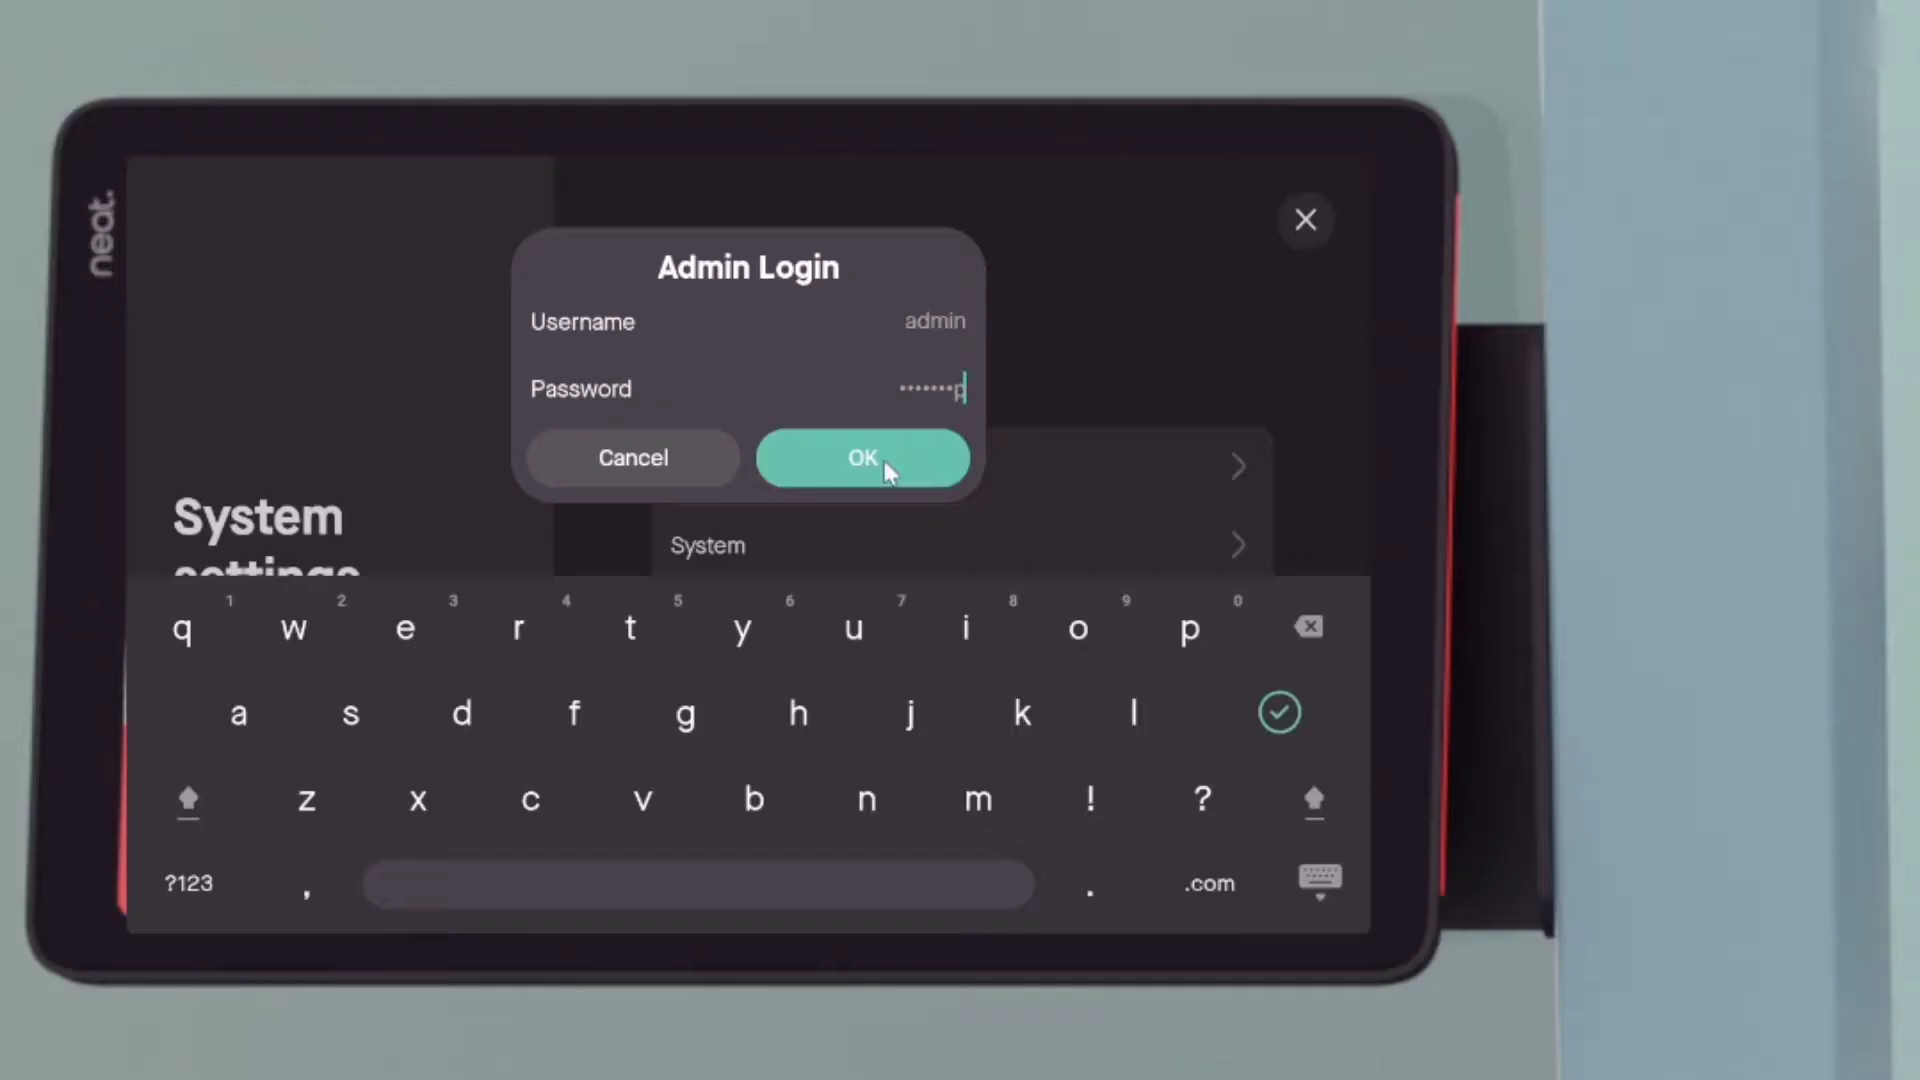 neat.
Admin Login
Username admin
Password •••••••p
Cancel OK
System
System
settings
1 2 3 4 5 6 7 8 9 0
q w e r t y u i o p
a s d f g h j k l
z x c v b n m ! ?
?123 , . .com